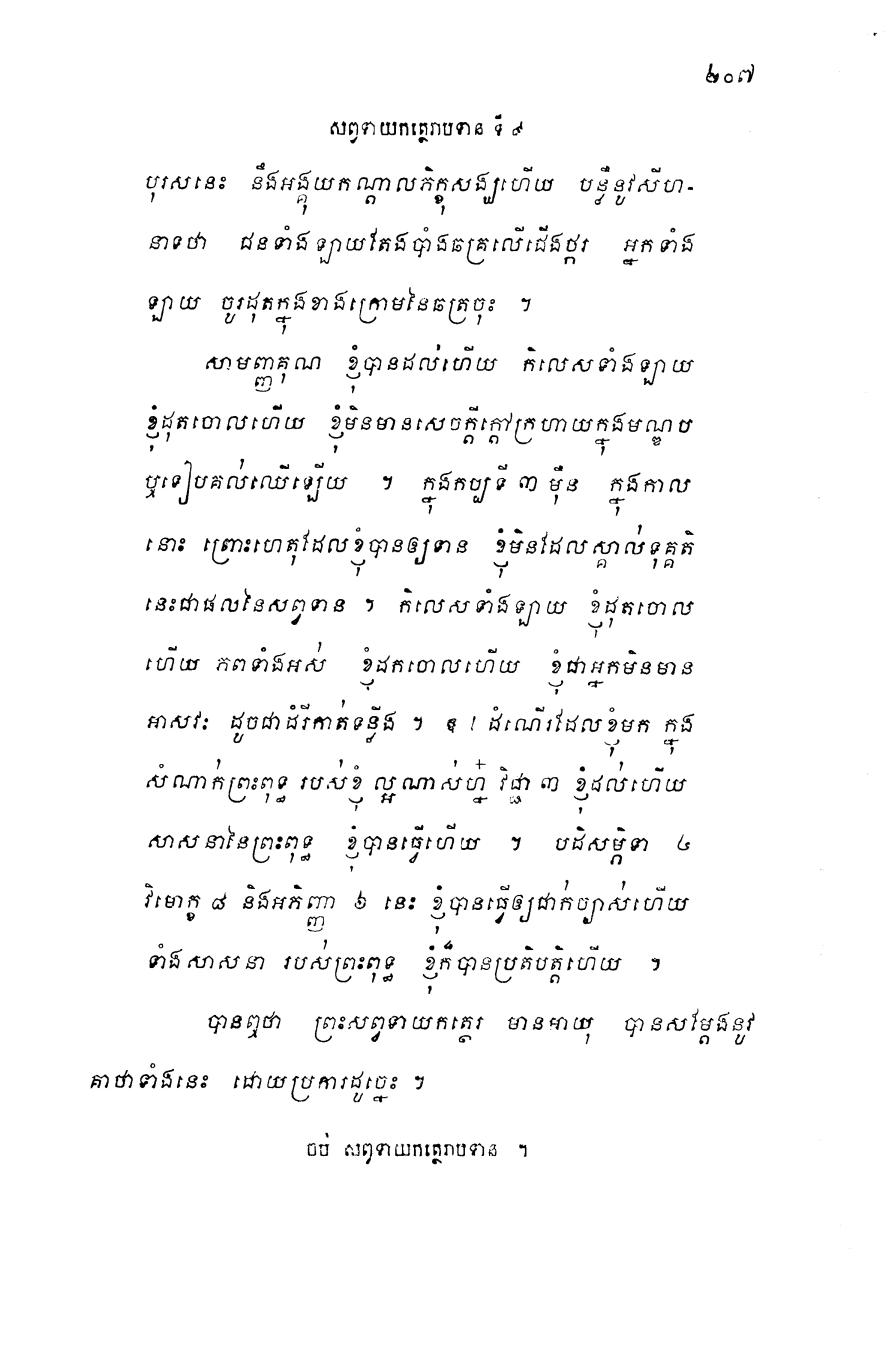 ២០៧
សព្វទាយកត្ថេរាបទាន ទី ៩
បុរសនេះ នឹងអង្គុយកណ្តាលភិក្ខុសង្ឃហើយ បន្លឺនូវសីហ-
នាទថា ជនទាំងឡាយតែងបាំងឆត្រលើជើងថ្ករ អ្នកទាំង
ឡាយ ចូរដុតក្នុងខាងក្រោមនៃឆត្រចុះ ។
សាមញ្ញគុណ ខ្ញុំបានដល់ហើយ កិលេសទាំងឡាយ
ខ្ញុំដុតចោលហើយ ខ្ញុំមិនមានសេចក្តីក្តៅក្រហាយក្នុងមណ្ឌប
ឬទៀបគល់ឈើឡើយ ។ ក្នុងកប្បទី ៣ ម៉ឺន ក្នុងកាល
នោះ ព្រោះហេតុដែលខ្ញុំបានឲ្យទាន ខ្ញុំមិនដែលស្គាល់ទុគ្គតិ
នេះជាផលនៃសព្វទាន ។ កិលេសទាំងឡាយ ខ្ញុំដុតចោល
ហើយ ភពទាំងអស់ ខ្ញុំដកចោលហើយ ខ្ញុំជាអ្នកមិនមាន
អាសវៈ ដូចជាដំរីកាត់ទន្លីង ។ ឱ ! ដំណើរដែលខ្ញុំមក ក្នុង
សំណាក់ព្រះពុទ្ធ របស់ខ្ញុំ ល្អណាស់ហ្ន៎ វិជ្ជា ៣ ខ្ញុំដល់ហើយ
សាសនានៃព្រះពុទ្ធ ខ្ញុំបានធ្វើហើយ ។ បដិសម្ភិទា ៤
វិមោក្ខ ៨ និងអភិញ្ញា ៦ នេះ ខ្ញុំបានធ្វើឲ្យជាក់ច្បាស់ហើយ
ទាំងសាសនា របស់ព្រះពុទ្ធ ខ្ញុំក៏បានប្រតិបត្តិហើយ ។
បានឮថា ព្រះសព្វទាយកត្ថេរ មានអាយុ បានសម្តែងនូវ
គាថាទាំងនេះ ដោយប្រការដូច្នេះ ។
ចប់ សព្វទាយកត្ថេរាបទាន ។